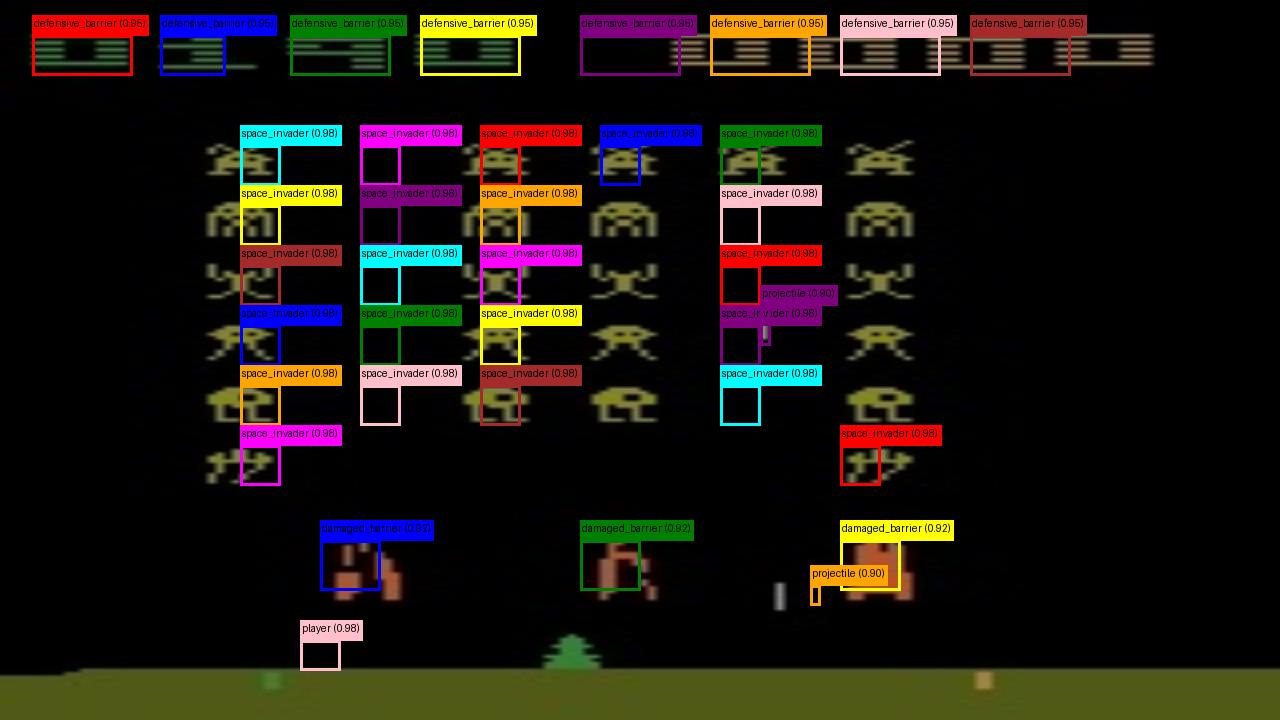 defensive_barrier (0.95) defensive_barrier (0.95) defensive_barrier (0.95) defensive_barrier (0.95) defensive_barrier (0.95) defensive_barrier (0.95) defensive_barrier (0.95) defensive_barrier (0.95)
space_invader (0.98) space_invader (0.98) space_invader (0.98) space_invader (0.98) space_invader (0.98)
space_invader (0.98) space_invader (0.98) space_invader (0.98) space_invader (0.98)
space_invader (0.98) space_invader (0.98) space_invader (0.98) space_invader (0.98)
projectile (0.90)
space_invader (0.98) space_invader (0.98) space_invader (0.98) space_invader (0.98)
space_invader (0.98) space_invader (0.98) space_invader (0.98) space_invader (0.98)
space_invader (0.98) space_invader (0.98)
damaged_barrier damaged_barrier (0.92) damaged_barrier (0.92)
projectile (0.90)
player (0.98)